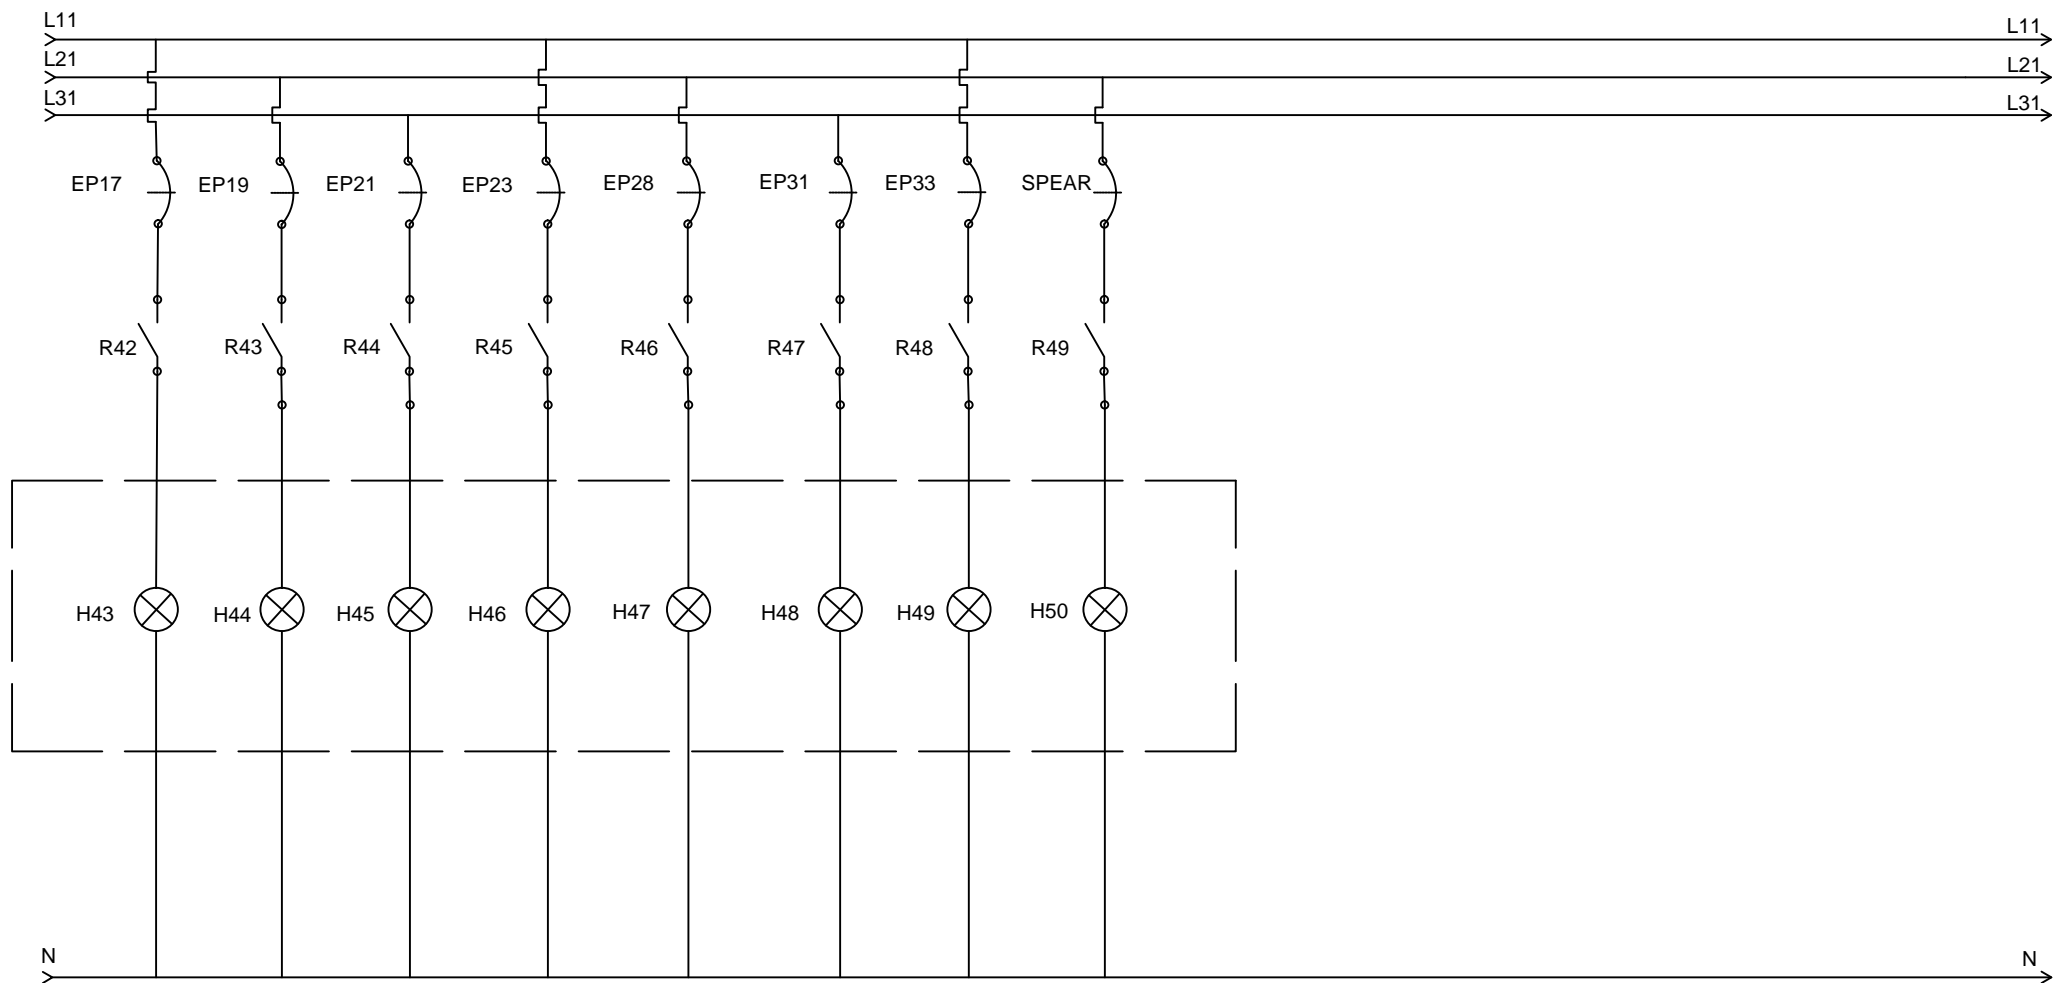 L11 L11
L21 L21
L31 L31
EP17 EP19 EP21 EP23 EP28 EP31 EP33 SPEAR
R42 R43 R44 R45 R46 R47 R48 R49
H43 H44 H45 H46 H47 H48 H49 H50
N N